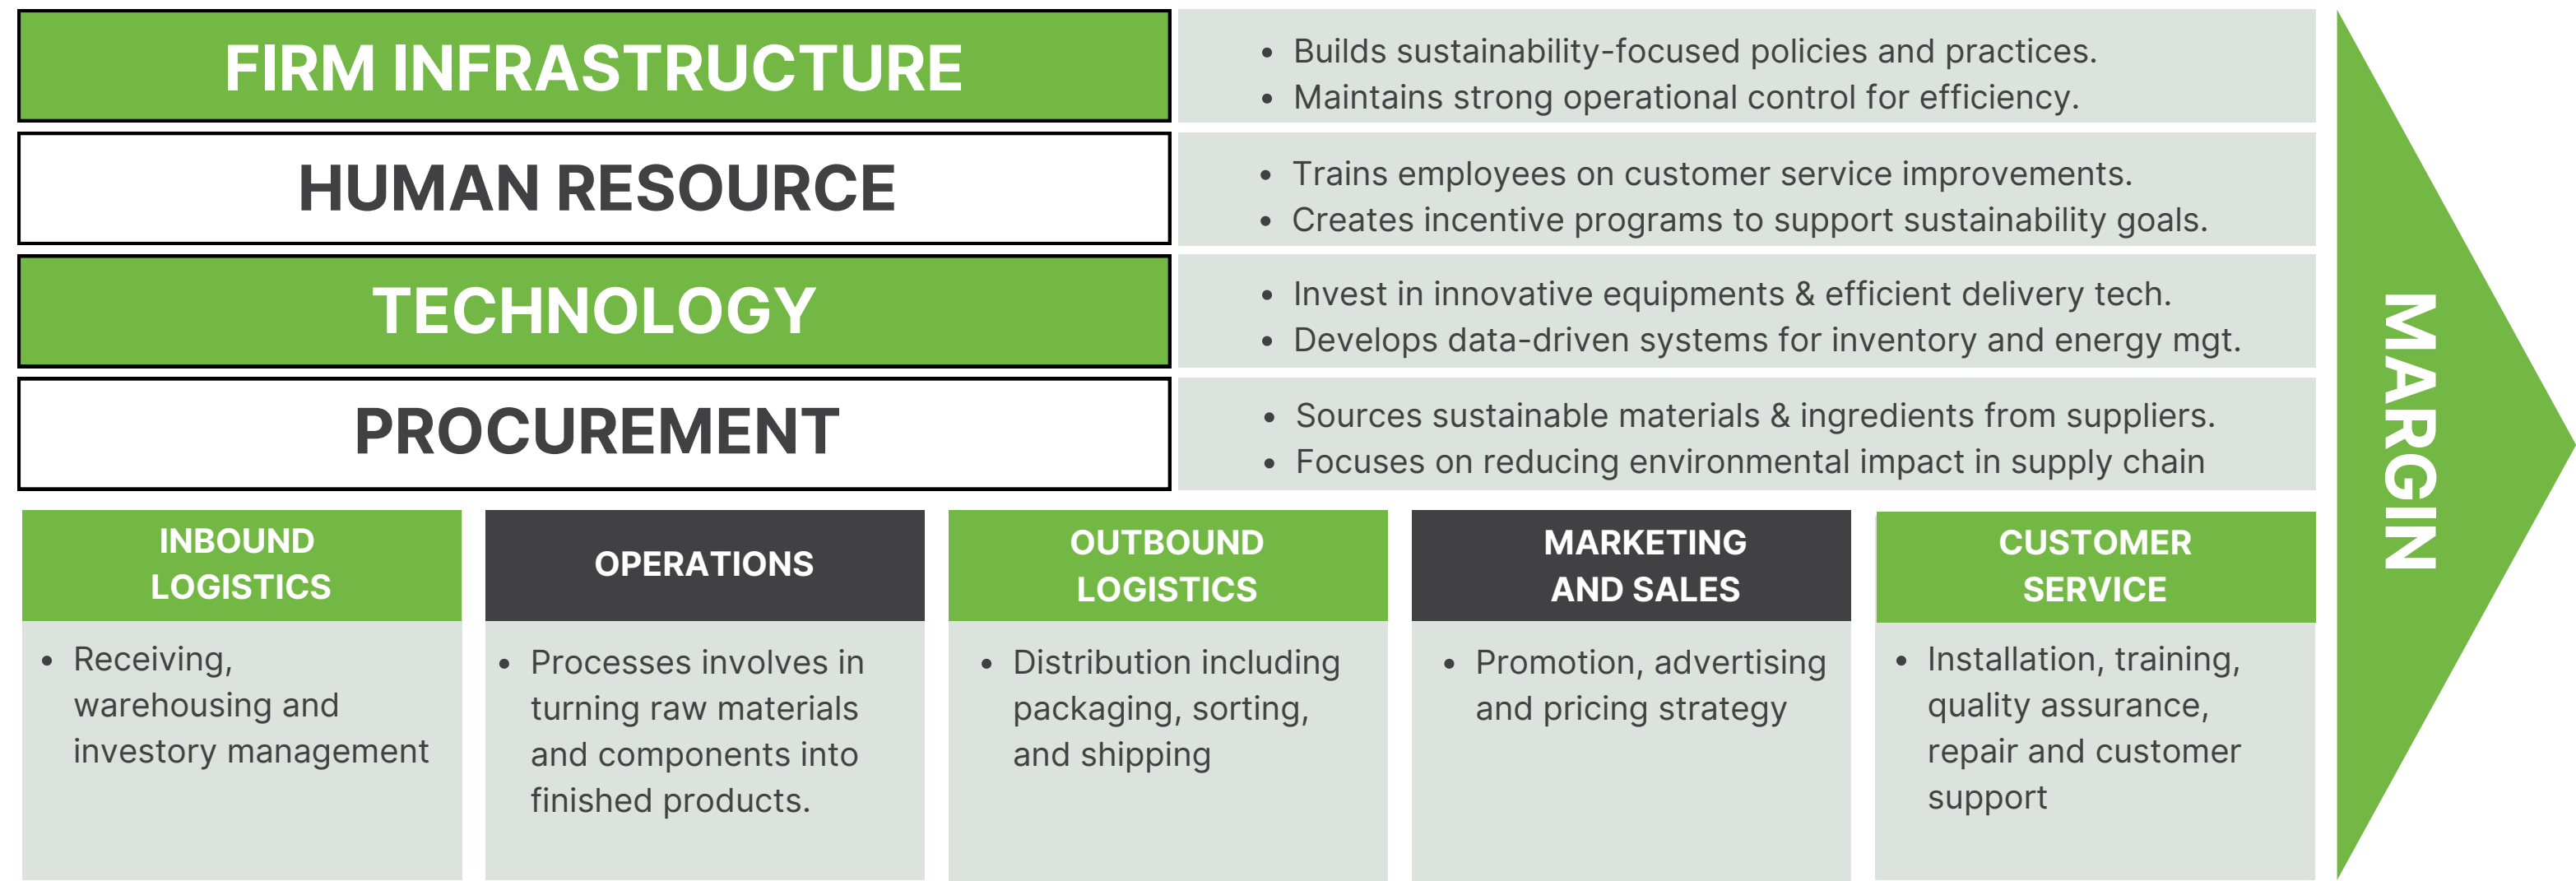 FIRM INFRASTRUCTURE
• Builds sustainability-focused policies and practices.
• Maintains strong operational control for efficiency.
HUMAN RESOURCE
• Trains employees on customer service improvements.
• Creates incentive programs to support sustainability goals.
TECHNOLOGY
• Invest in innovative equipments & efficient delivery tech.
• Develops data-driven systems for inventory and energy mgt.
PROCUREMENT
• Sources sustainable materials & ingredients from suppliers.
• Focuses on reducing environmental impact in supply chain
INBOUND
LOGISTICS
• Receiving,
warehousing and
investory management
OPERATIONS
• Processes involves in
turning raw materials
and components into
finished products.
OUTBOUND
LOGISTICS
• Distribution including
packaging, sorting,
and shipping
MARKETING
AND SALES
• Promotion, advertising
and pricing strategy
CUSTOMER
SERVICE
• Installation, training,
quality assurance,
repair and customer
support
MARGIN